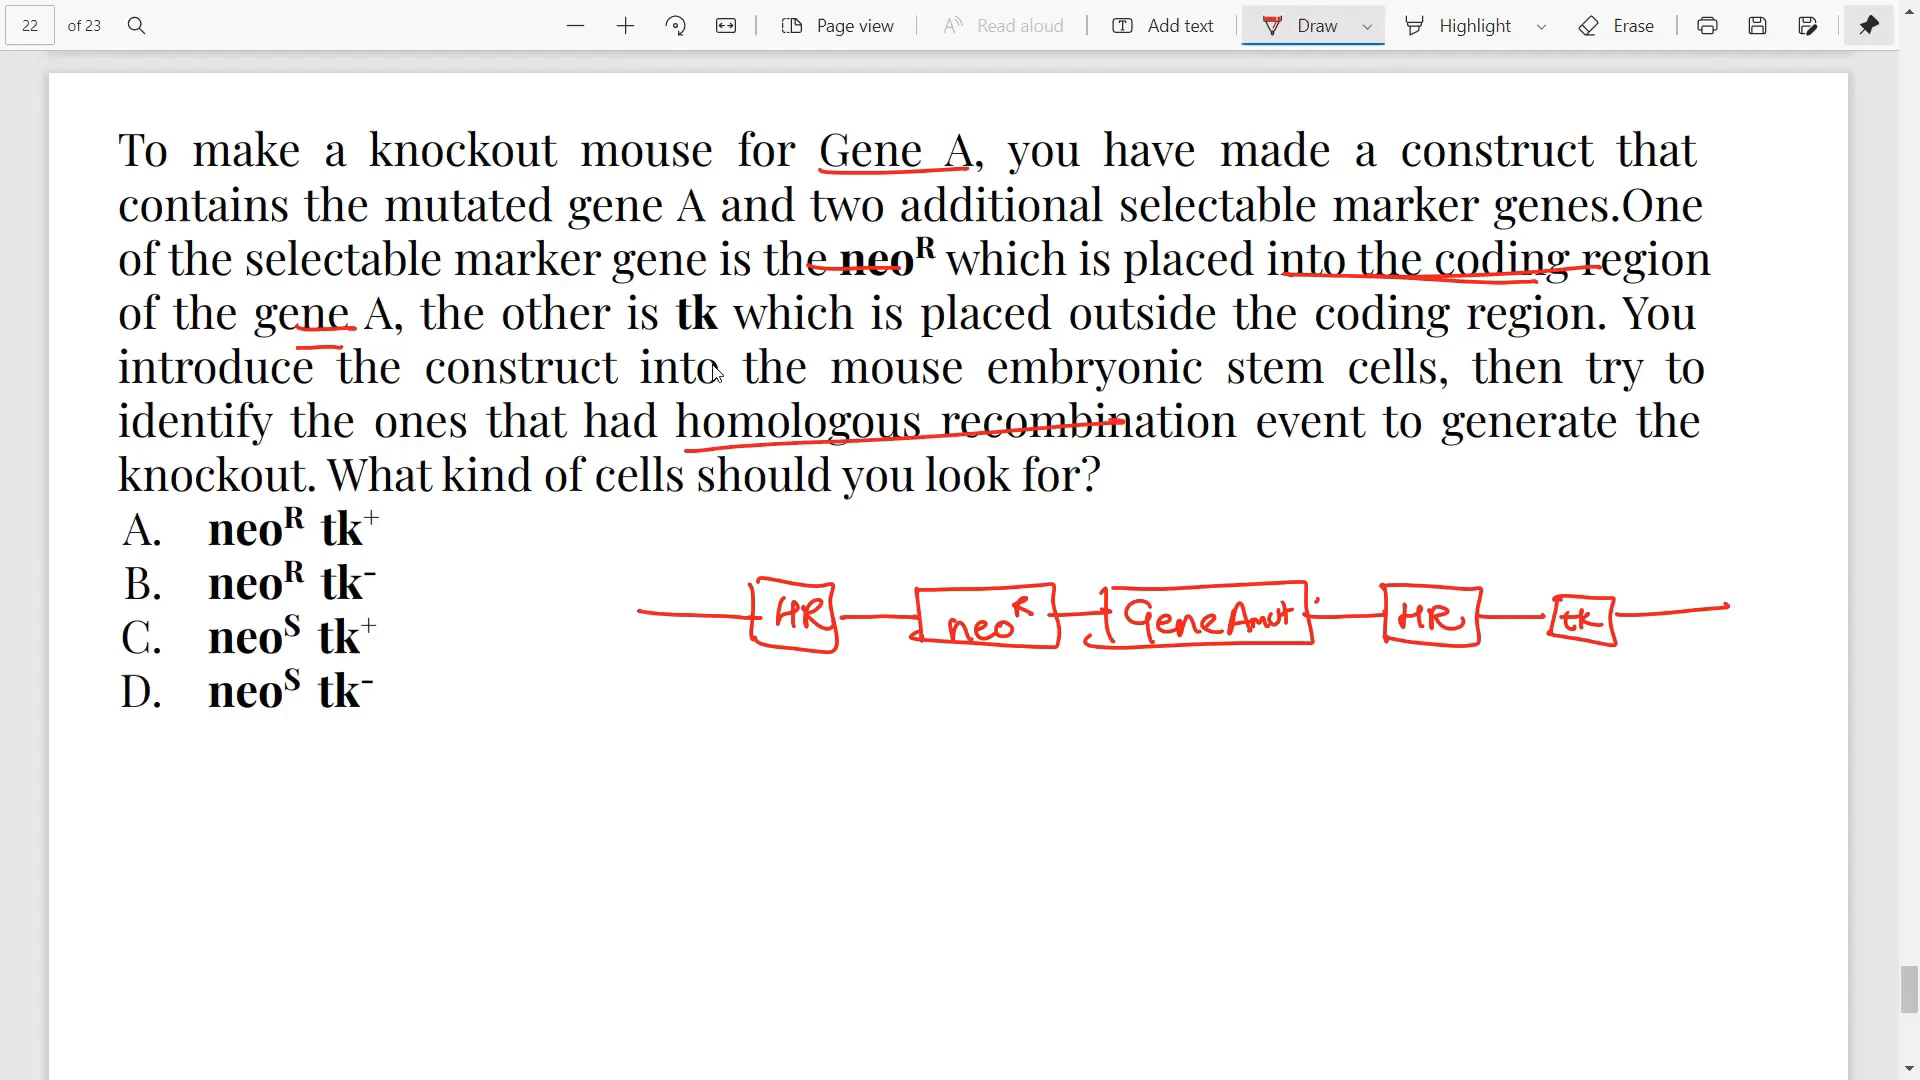 22 of 23 Page view Read aloud Add text Draw Highlight Erase
To make a knockout mouse for Gene A, you have made a construct that
contains the mutated gene A and two additional selectable marker genes.One
of the selectable marker gene is the neoᴿ which is placed into the coding region
of the gene A, the other is tk which is placed outside the coding region. You
introduce the construct into the mouse embryonic stem cells, then try to
identify the ones that had homologous recombination event to generate the
knockout. What kind of cells should you look for?
A. neoᴿ tk⁺
B. neoᴿ tk⁻
C. neoˢ tk⁺
D. neoˢ tk⁻
HR neoᴿ Gene Amut HR tk